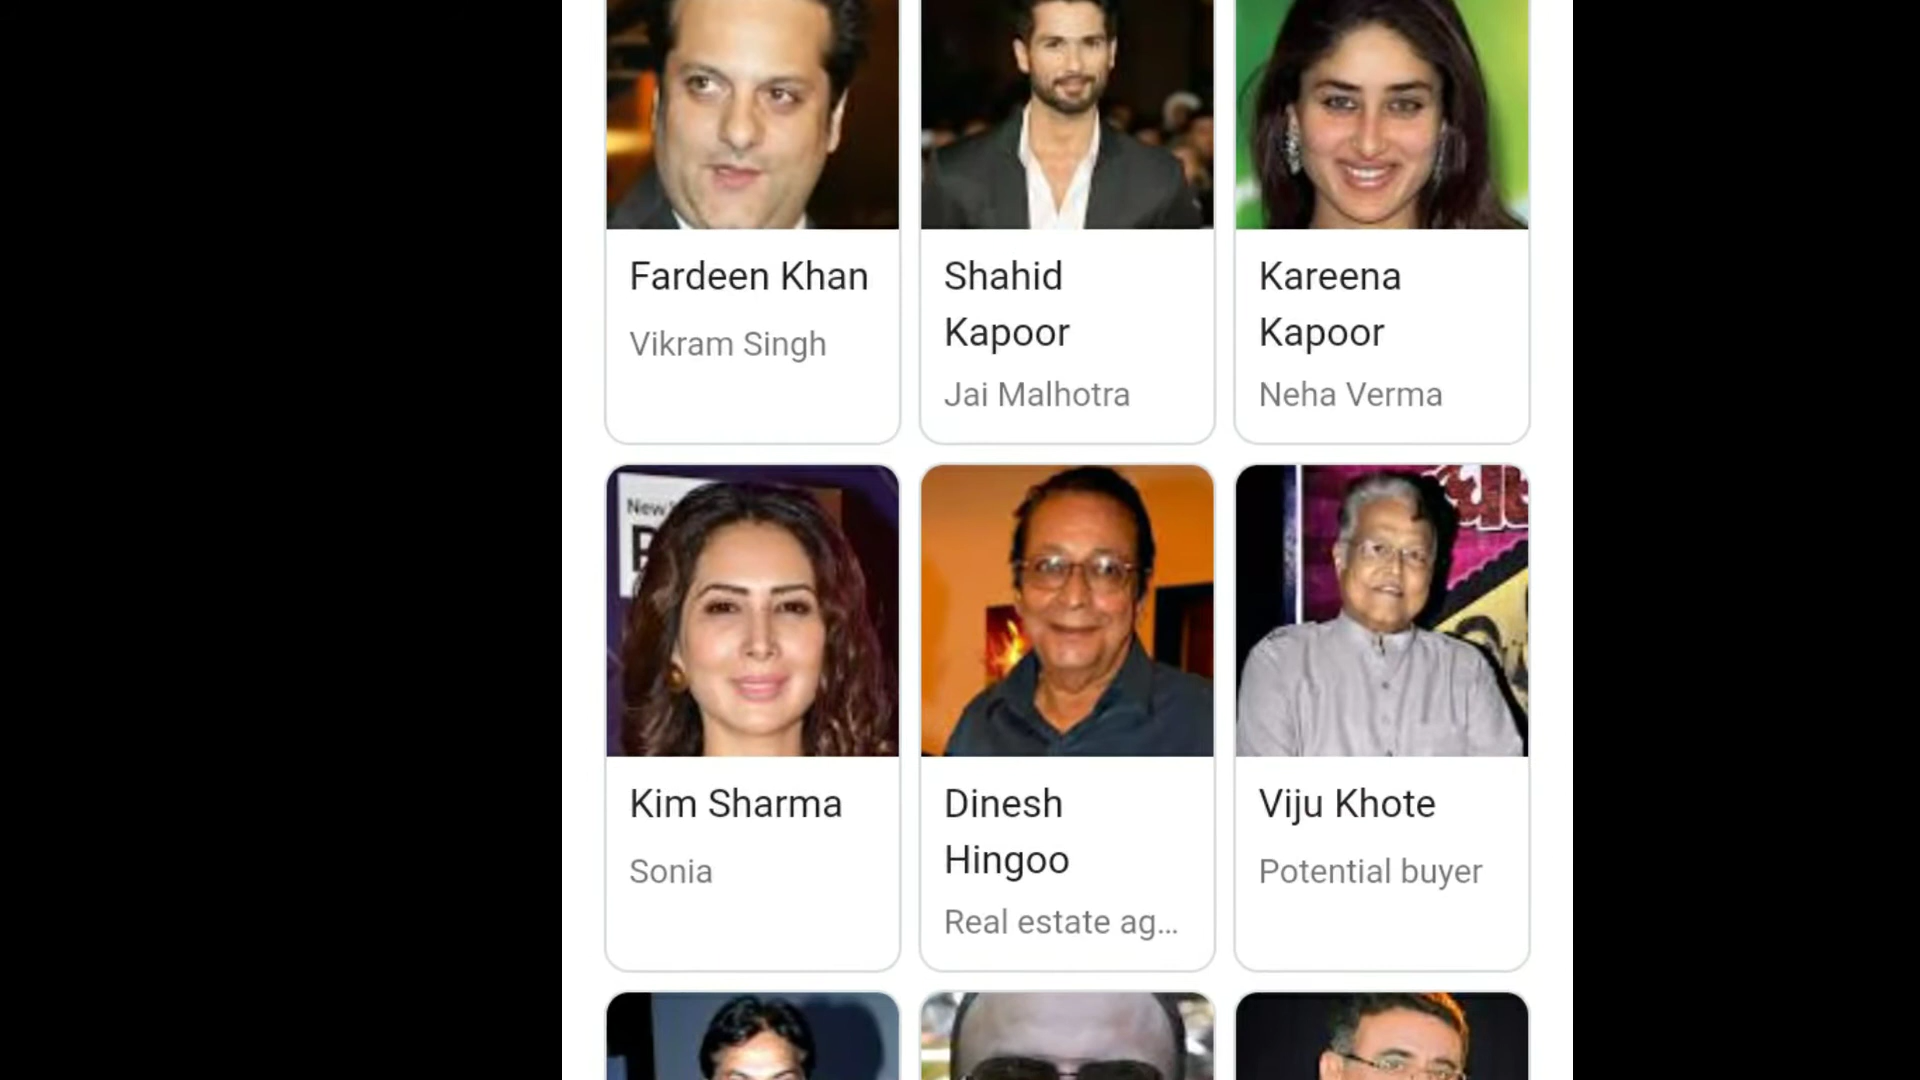 Fardeen Khan
Vikram Singh
Shahid
Kapoor
Jai Malhotra
Kareena
Kapoor
Neha Verma
New
Kim Sharma
Sonia
Dinesh
Hingoo
Real estate ag...
Viju Khote
Potential buyer